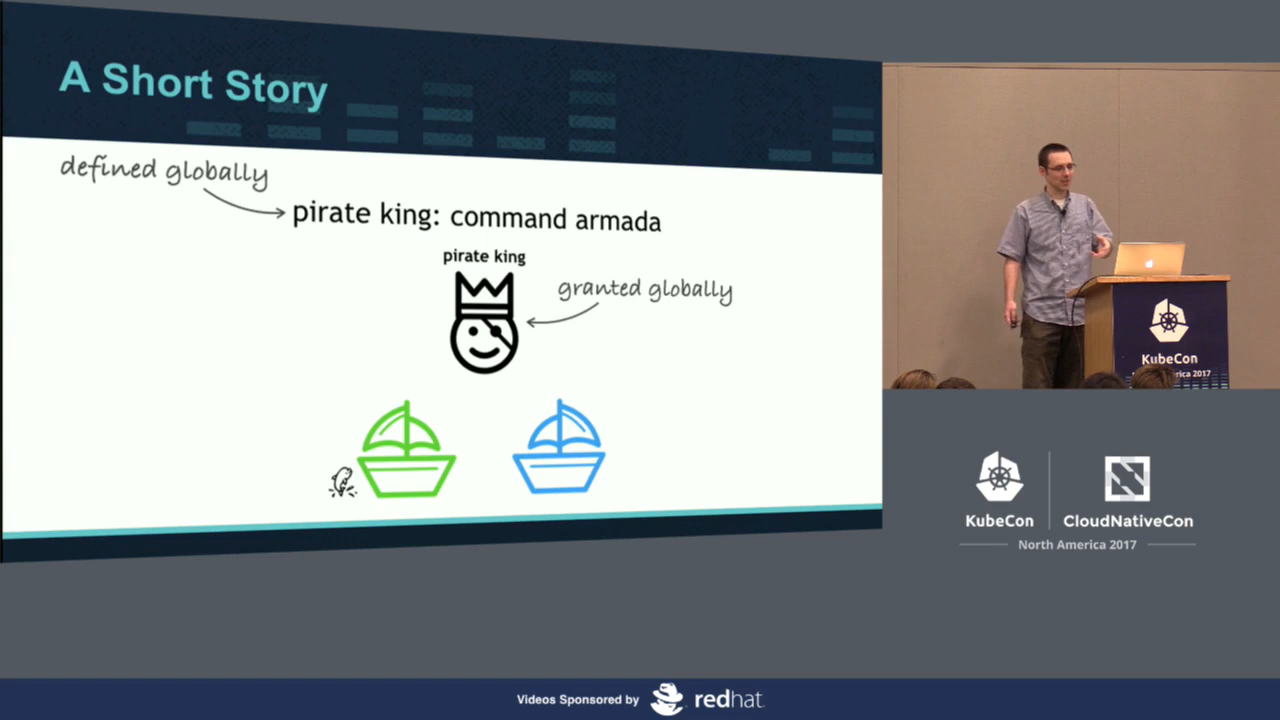 A Short Story
defined globally
pirate king: command armada
pirate king
granted globally
KubeCon
rica 2017
KubeCon
CloudNativeCon
North America 2017
Videos Sponsored by
redhat